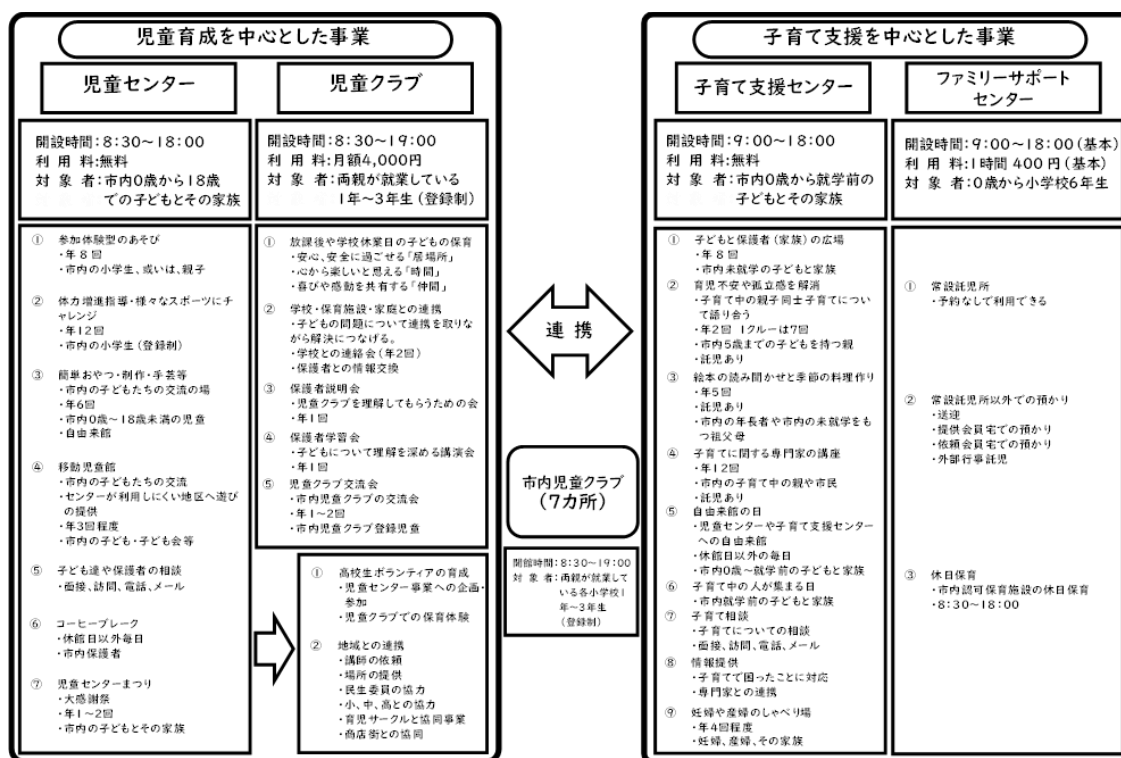 児童育成を中心とした事業
児童センター
開設時間:8:30~18:00
利用料:無料
対象者:市内0歳から18歳
での子どもとその家族
① 参加体験型のあそび
・年8回
・市内の小学生、或いは、親子
② 体力増進指導・様々なスポーツにチ
ャレンジ
・年12回
・市内の小学生(登録制)
③ 簡単おやつ・制作・手芸等
・市内の子どもたちの交流の場
・年6回
・市内0歳~18歳未満の児童
・自由来館
④ 移動児童館
・市内の子どもたちの交流
・センターが利用しにくい地区へ遊び
の提供
・年3回程度
・市内の子ども・子ども会等
⑤ 子ども達や保護者の相談
・面接、訪問、電話、メール
⑥ コーヒーブレーク
・休館日以外毎日
・市内保護者
⑦ 児童センターまつり
・大感謝祭
・年1~2回
・市内の子どもとその家族
児童クラブ
開設時間:8:30~19:00
利用料:月額4,000円
対象者:両親が就業している
1年~3年生(登録制)
① 放課後や学校休業日の子どもの保育
・安心、安全に過ごせる「居場所」
・心から楽しいと思える「時間」
・喜びや感動を共有する「仲間」
② 学校・保育施設・家庭との連携
・子どもの問題について連携を取りな
がら解決につなげる。
・学校との連絡会(年2回)
・保護者との情報交換
③ 保護者説明会
・児童クラブを理解してもらうための会
・年1回
④ 保護者学習会
・子どもについて理解を深める講演会
・年1回
⑤ 児童クラブ交流会
・市内児童クラブの交流会
・年1~2回
・市内児童クラブ登録児童
① 高校生ボランティアの育成
・児童センター事業への企画・
参加
・児童クラブでの保育体験
② 地域との連携
・講師の依頼
・場所の提供
・民生委員の協力
・小、中、高との協力
・育児サークルと協同事業
・商店街との協同
連携
市内児童クラブ
(7カ所)
開館時間:8:30~19:00
対象者:両親が就業して
いる各小学校1
年~3年生
(登録制)
子育て支援を中心とした事業
子育て支援センター
開設時間:9:00~18:00
利用料:無料
対象者:市内0歳から就学前の
子どもとその家族
① 子どもと保護者(家族)の広場
・年8回
・市内未就学の子どもと家族
② 育児不安や孤立感を解消
・子育て中の親子同士子育てについ
て語り合う
・年2回 1クルーは7回
・市内5歳までの子どもを持つ親
・託児あり
③ 絵本の読み聞かせと季節の料理作り
・年5回
・託児あり
・市内の年長者や市内の未就学をも
つ祖父母
④ 子育てに関する専門家の講座
・年12回
・市内の子育て中の親や市民
・託児あり
⑤ 自由来館の日
・児童センターや子育て支援センター
への自由来館
・休館日以外の毎日
・市内0歳~就学前の子どもと家族
⑥ 子育て中の人が集まる日
・市内就学前の子どもと家族
⑦ 子育て相談
・子育てについての相談
・面接、訪問、電話、メール
⑧ 情報提供
・子育てで困ったことに対応
・専門家との連携
⑨ 妊婦や産婦のしゃべり場
・年4回程度
・妊婦、産婦、その家族
ファミリーサポート
センター
開設時間:9:00~18:00(基本)
利用料:1時間 400円(基本)
対象者:0歳から小学校6年生
① 常設託児所
・予約なしで利用できる
② 常設託児所以外での預かり
・送迎
・提供会員宅での預かり
・依頼会員宅での預かり
・外部行事託児
③ 休日保育
・市内認可保育施設の休日保育
・8:30~18:00